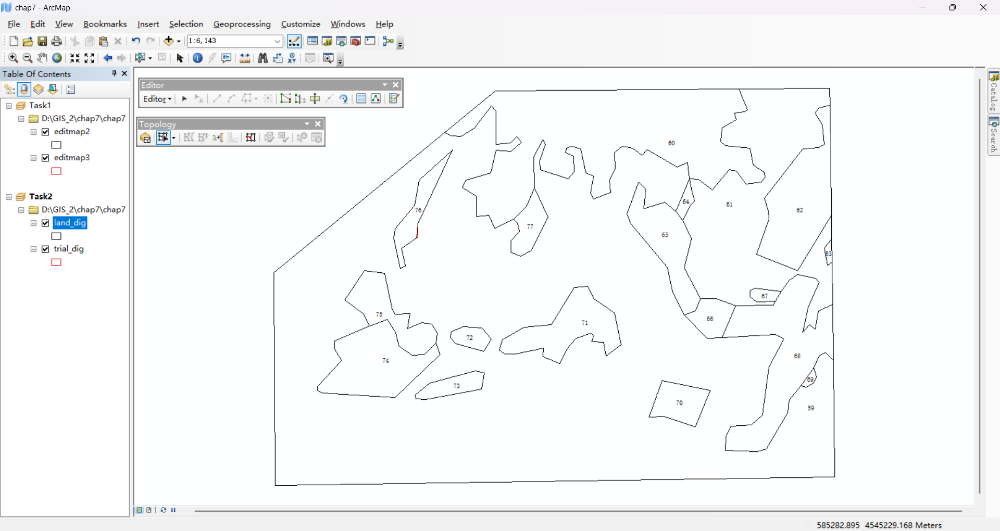 chap7 - ArcMap
File Edit View Bookmarks Insert Selection Geoprocessing Customize Windows Help
1:6,143
Table Of Contents
Task1
D:\GIS_2\chap7\chap7
editmap2
editmap3
Task2
D:\GIS_2\chap7\chap7
land_dig
trial_dig
Editor
Editor
Topology
60
76
64
61
62
77
65
63
67
75
66
71
72
68
74
69
73
70
59
Catalog
Search
585282.895 4545229.168 Meters